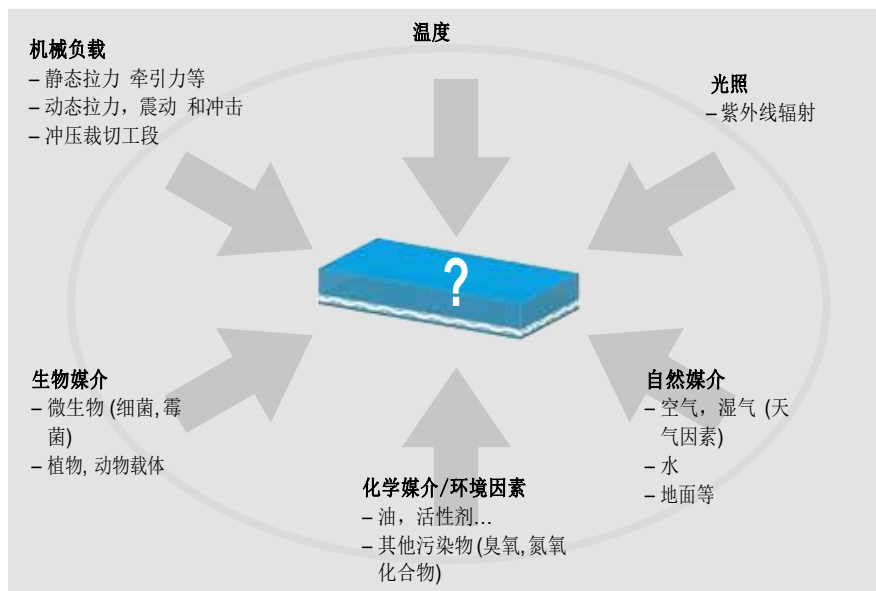 温度
机械负载
– 静态拉力 牵引力等
– 动态拉力，震动 和冲击
– 冲压裁切工段
光照
– 紫外线辐射
?
生物媒介
– 微生物 (细菌, 霉
菌)
– 植物, 动物载体
自然媒介
– 空气，湿气 (天
气因素)
– 水
– 地面等
化学媒介/环境因素
– 油，活性剂…
– 其他污染物 (臭氧, 氮氧
化合物)